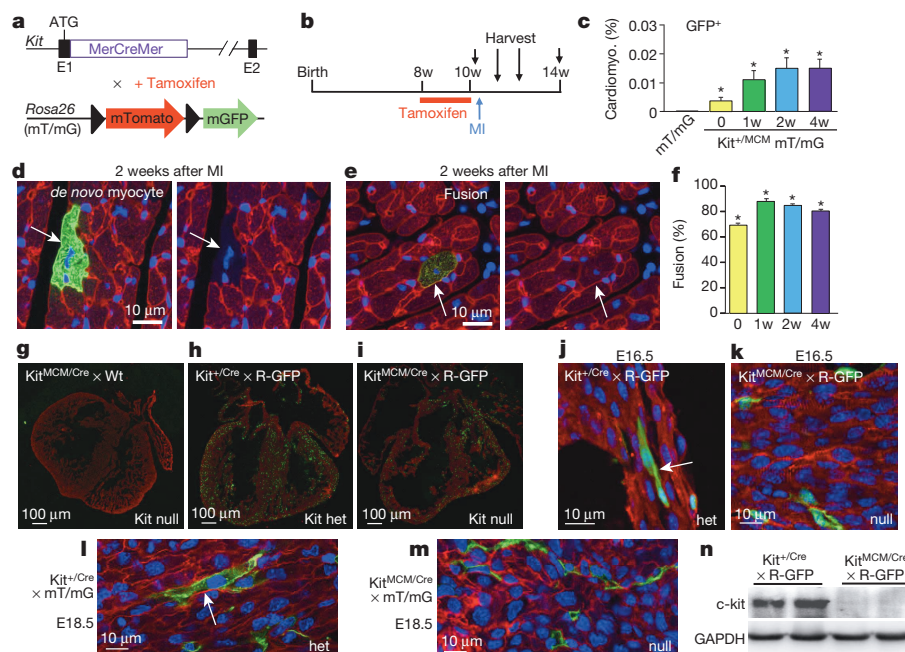 a
Kit
ATG
MerCreMer
E1
E2
× + Tamoxifen
Rosa26
(mT/mG)
mTomato
mGFP
b
Harvest
Birth
8w
10w
14w
Tamoxifen
MI
c
GFP+
Cardiomyo. (%)
0.03
0.02
0.01
0
* * * *
mT/mG
0 1w 2w 4w
Kit+/MCM mT/mG
d
2 weeks after MI
de novo myocyte
10 μm
e
2 weeks after MI
Fusion
10 μm
f
Fusion (%)
100
80
60
40
20
0
* * * *
0 1w 2w 4w
g
KitMCM/Cre × Wt
100 μm
Kit null
h
Kit+/Cre × R-GFP
100 μm
Kit het
i
KitMCM/Cre × R-GFP
100 μm
Kit null
j
E16.5
Kit+/Cre × R-GFP
10 μm
het
k
E16.5
KitMCM/Cre × R-GFP
10 μm
null
l
Kit+/Cre
× mT/mG
E18.5
10 μm
het
m
KitMCM/Cre
× mT/mG
E18.5
10 μm
null
n
Kit+/Cre
× R-GFP
KitMCM/Cre
× R-GFP
c-kit
GAPDH